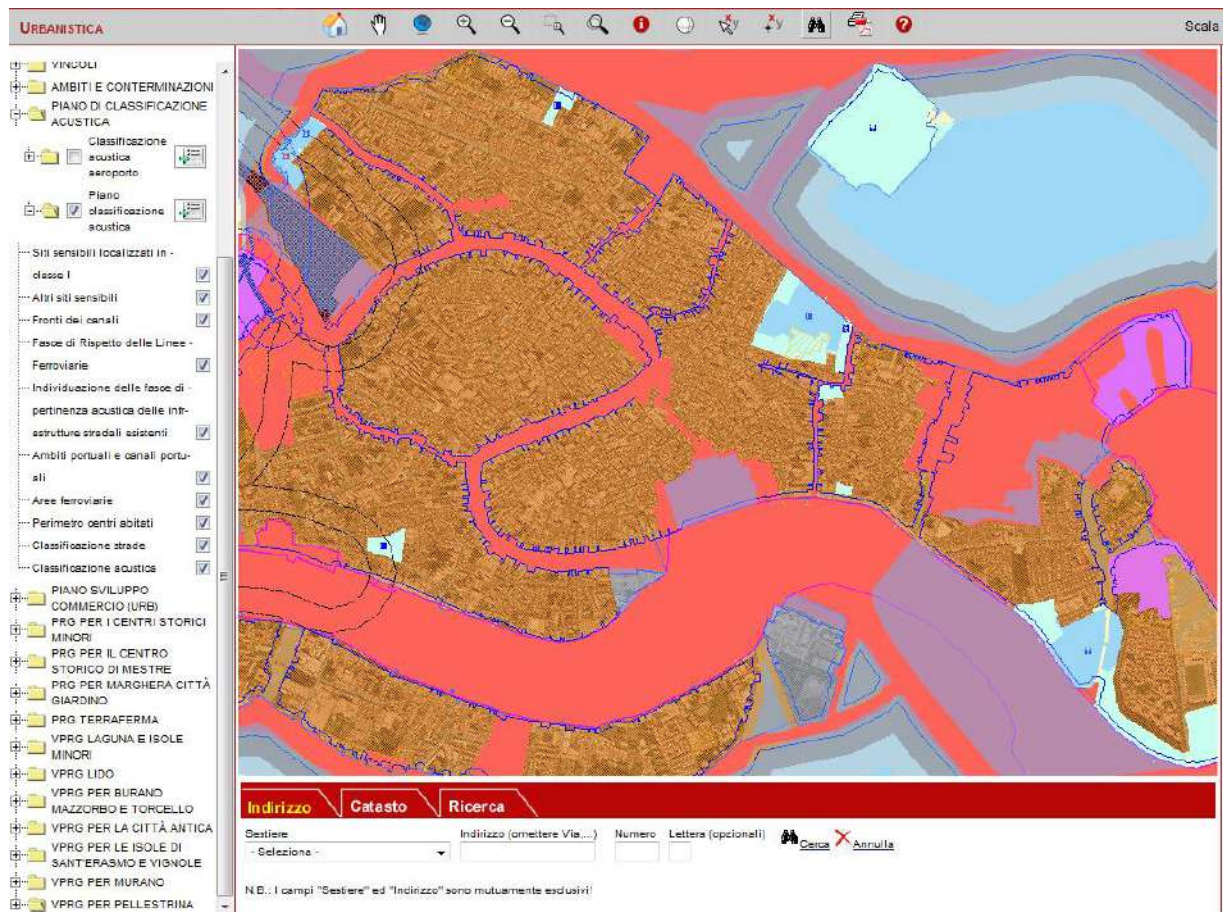 URBANISTICA
Scala
VINCOLI
AMBITI E CONTERMINAZIONI
PIANO DI CLASSIFICAZIONE
ACUSTICA
Classificazione
acustica
aeroporto
Piano
classificazione
acustica
Siti sensibili localizzati in -
classe I
Altri siti sensibili
Fronti dei canali
Fasce di Rispetto delle Linee -
Ferroviarie
Individuazione delle fasce di -
pertinenza acustica delle infr-
astrutture stradali esistenti
Ambiti portuali e canali portu-
ali
Aree ferroviarie
Perimetro centri abitati
Classificazione strade
Classificazione acustica
PIANO SVILUPPO
COMMERCIO (URB)
PRG PER I CENTRI STORICI
MINORI
PRG PER IL CENTRO
STORICO DI MESTRE
PRG PER MARGHERA CITTÀ
GIARDINO
PRG TERRAFERMA
VPRG LAGUNA E ISOLE
MINORI
VPRG LIDO
VPRG PER BURANO
MAZZORBO E TORCELLO
VPRG PER LA CITTÀ ANTICA
VPRG PER LE ISOLE DI
SANT'ERASMO E VIGNOLE
VPRG PER MURANO
VPRG PER PELLESTRINA
Indirizzo Catasto Ricerca
Sestiere Indirizzo (omettere Via,...) Numero Lettera (opzionali)
- Seleziona - Cerca Annulla
N.B.: I campi "Sestiere" ed "Indirizzo" sono mutuamente esclusivi!